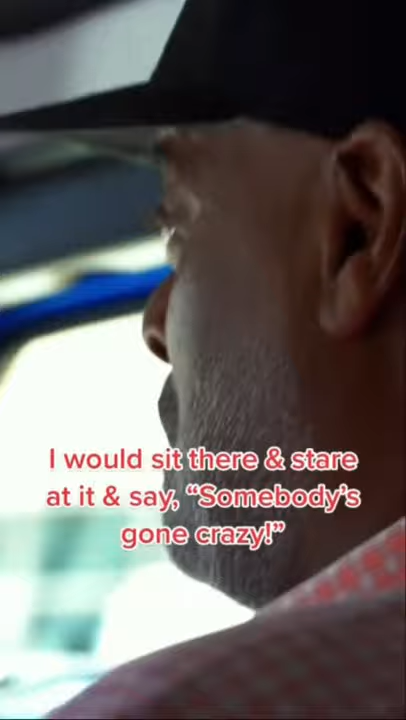 I would sit there & stare
at it & say, “Somebody’s
gone crazy!”